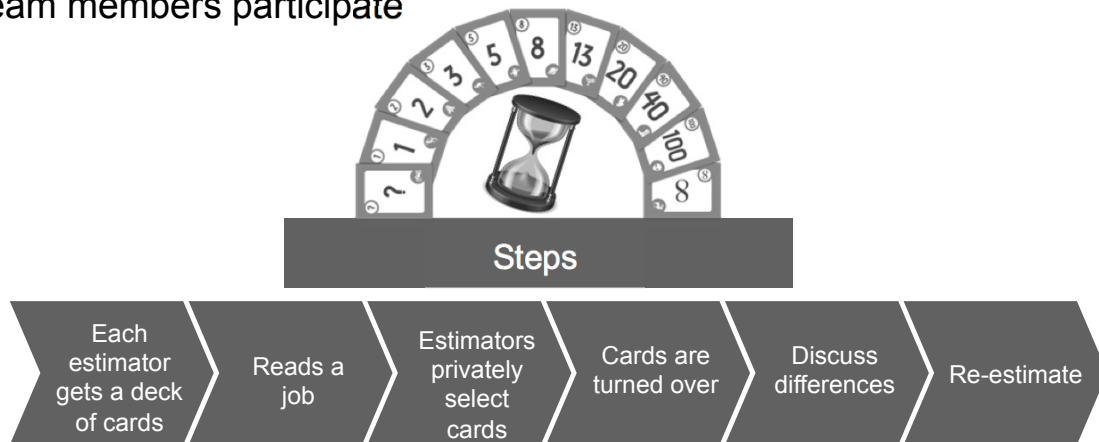 eam members participate
?
1
2
3
5
8
13
20
40
100
8
Steps
Each
estimator
gets a deck
of cards
Reads a
job
Estimators
privately
select
cards
Cards are
turned over
Discuss
differences
Re-estimate